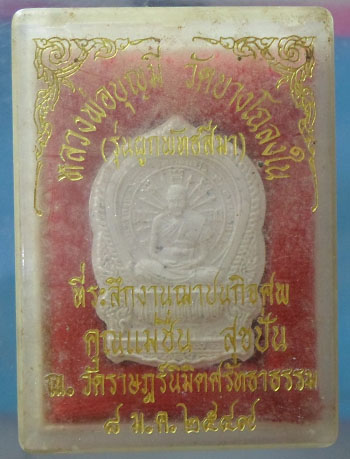 หลวงพ่อบุญมี วัดบางโฉลงใน
(รุ่นผูกพัทธสีมา)
ที่ระลึกงานฌาปนกิจศพ
คุณแม่ชื่น สุขปัน
ณ. วัดราษฎร์นิมิตศรัทธาธรรม
๘ ม.ค. ๒๕๔๗